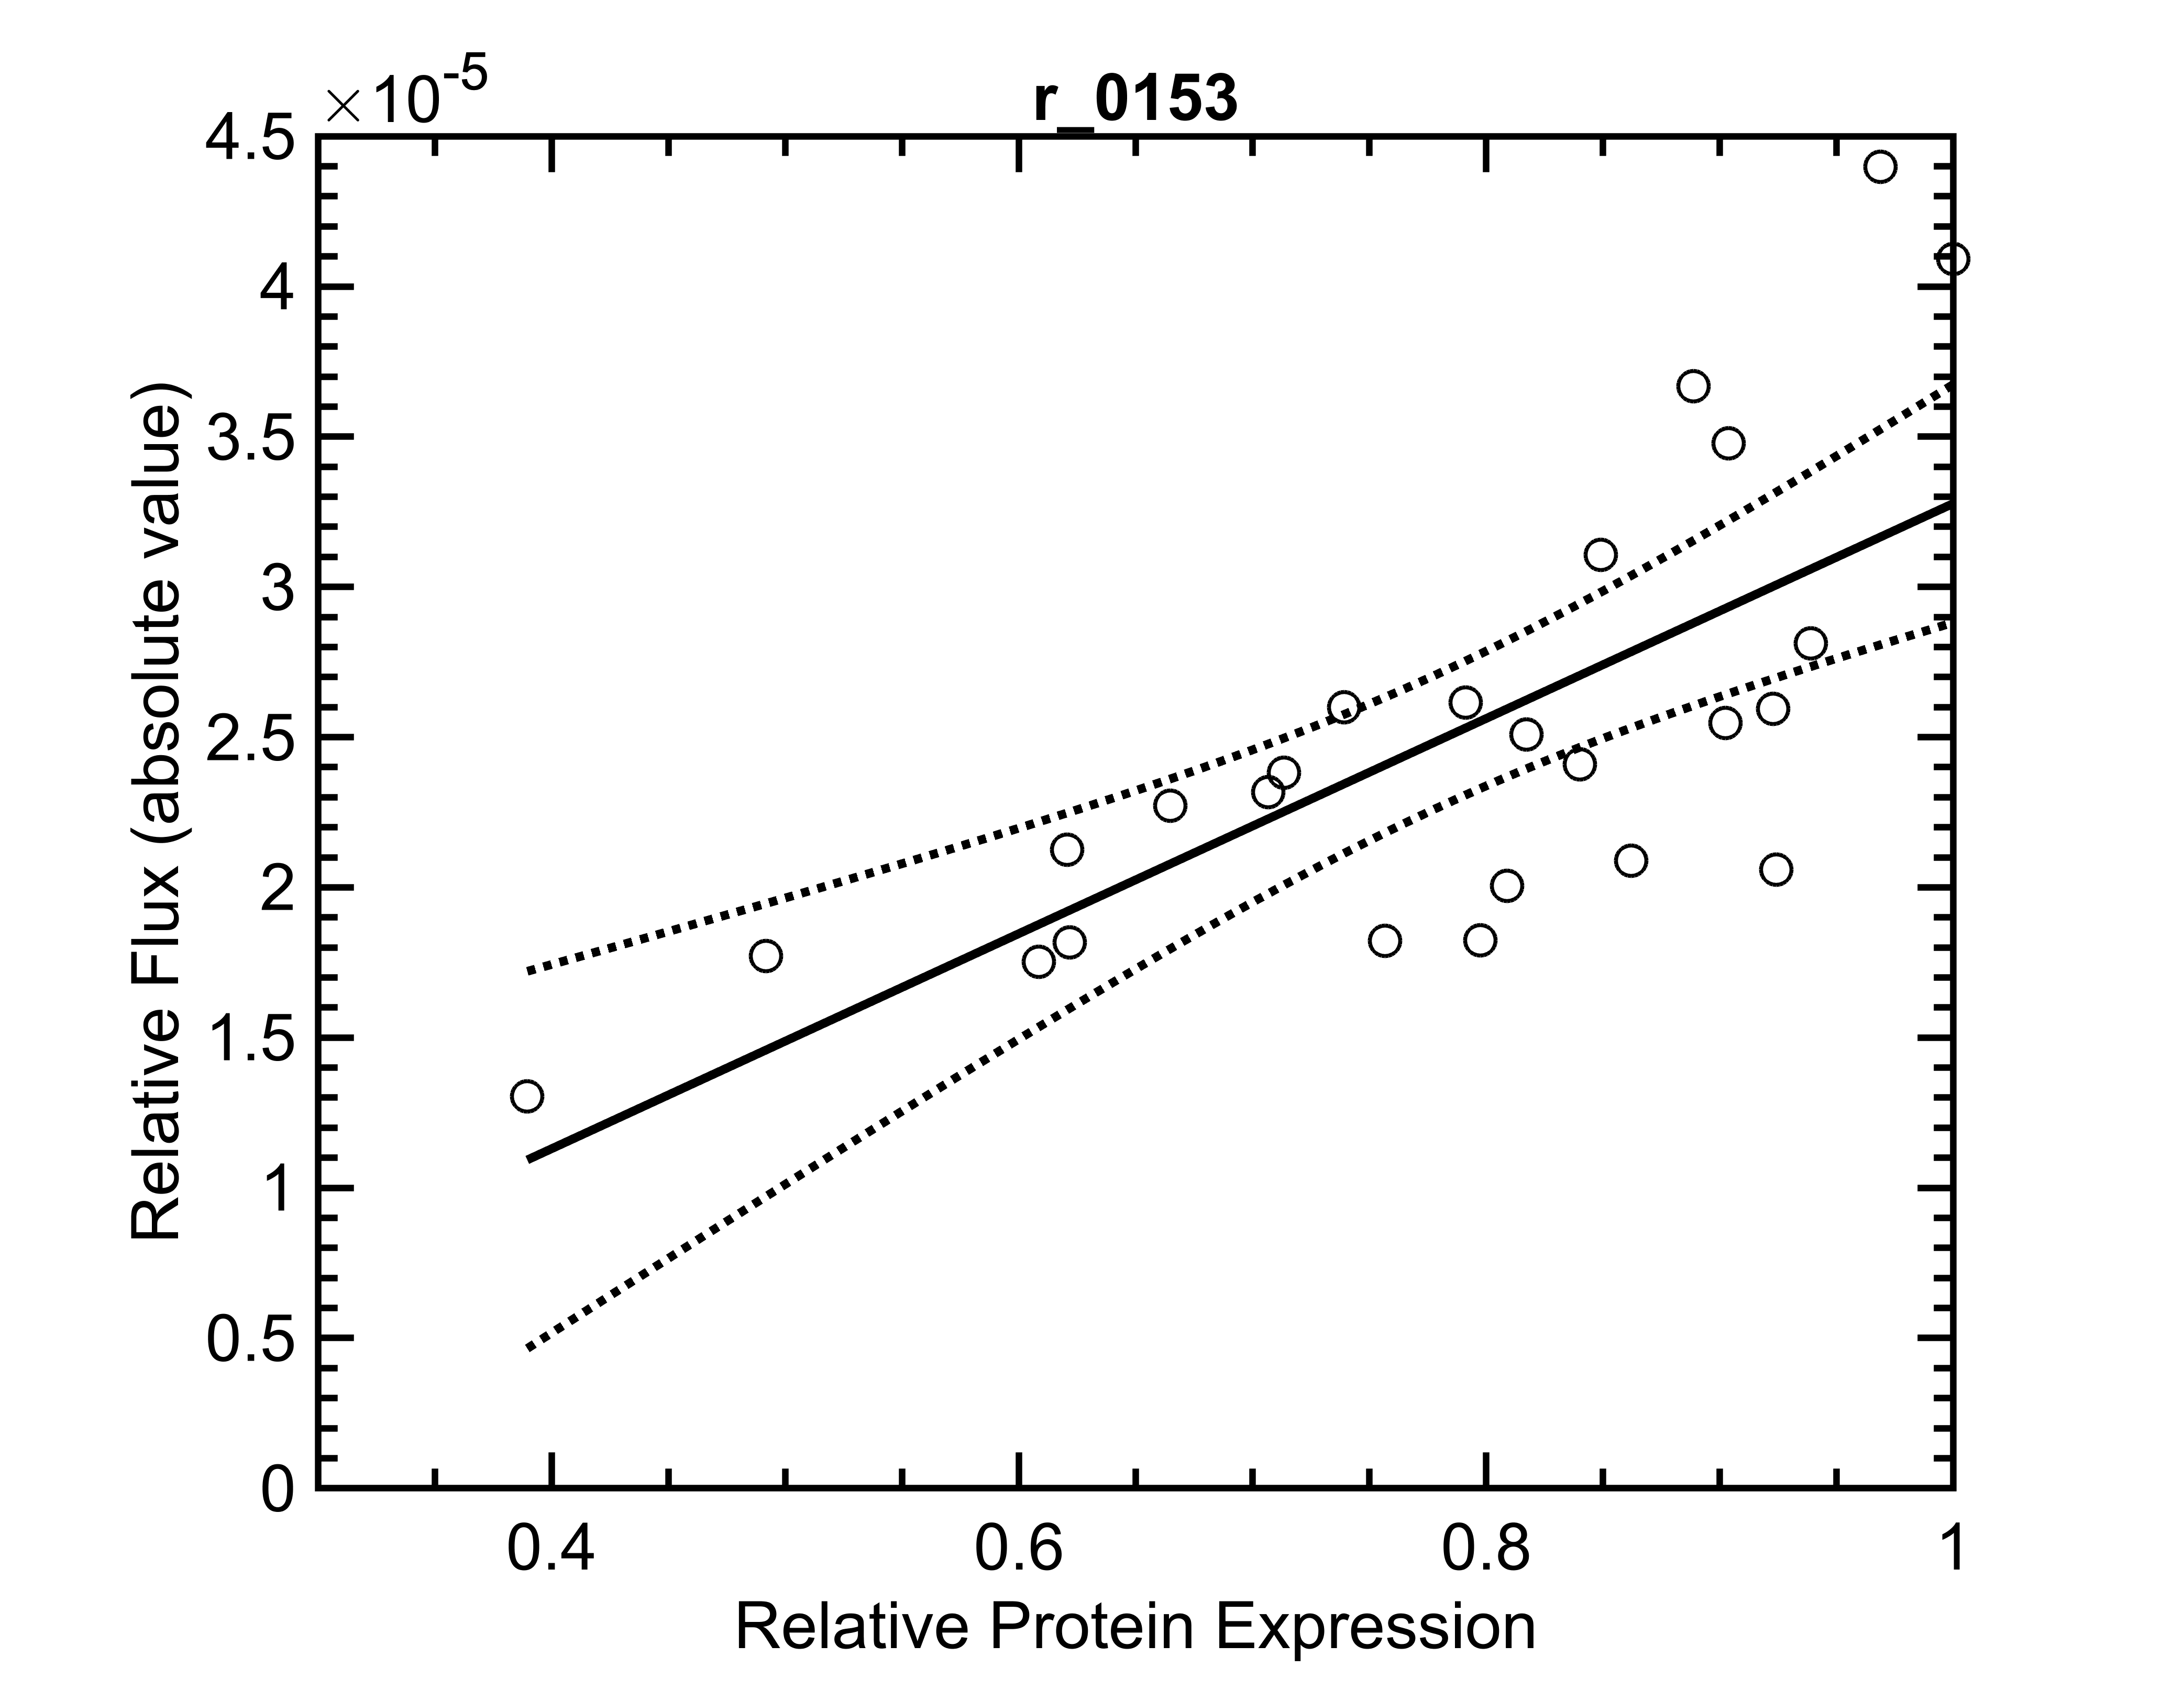 ×10-5
r_0153
4.5
4
3.5
3
2.5
2
1.5
1
0.5
0
Relative Flux (absolute value)
0.4 0.6 0.8 1
Relative Protein Expression